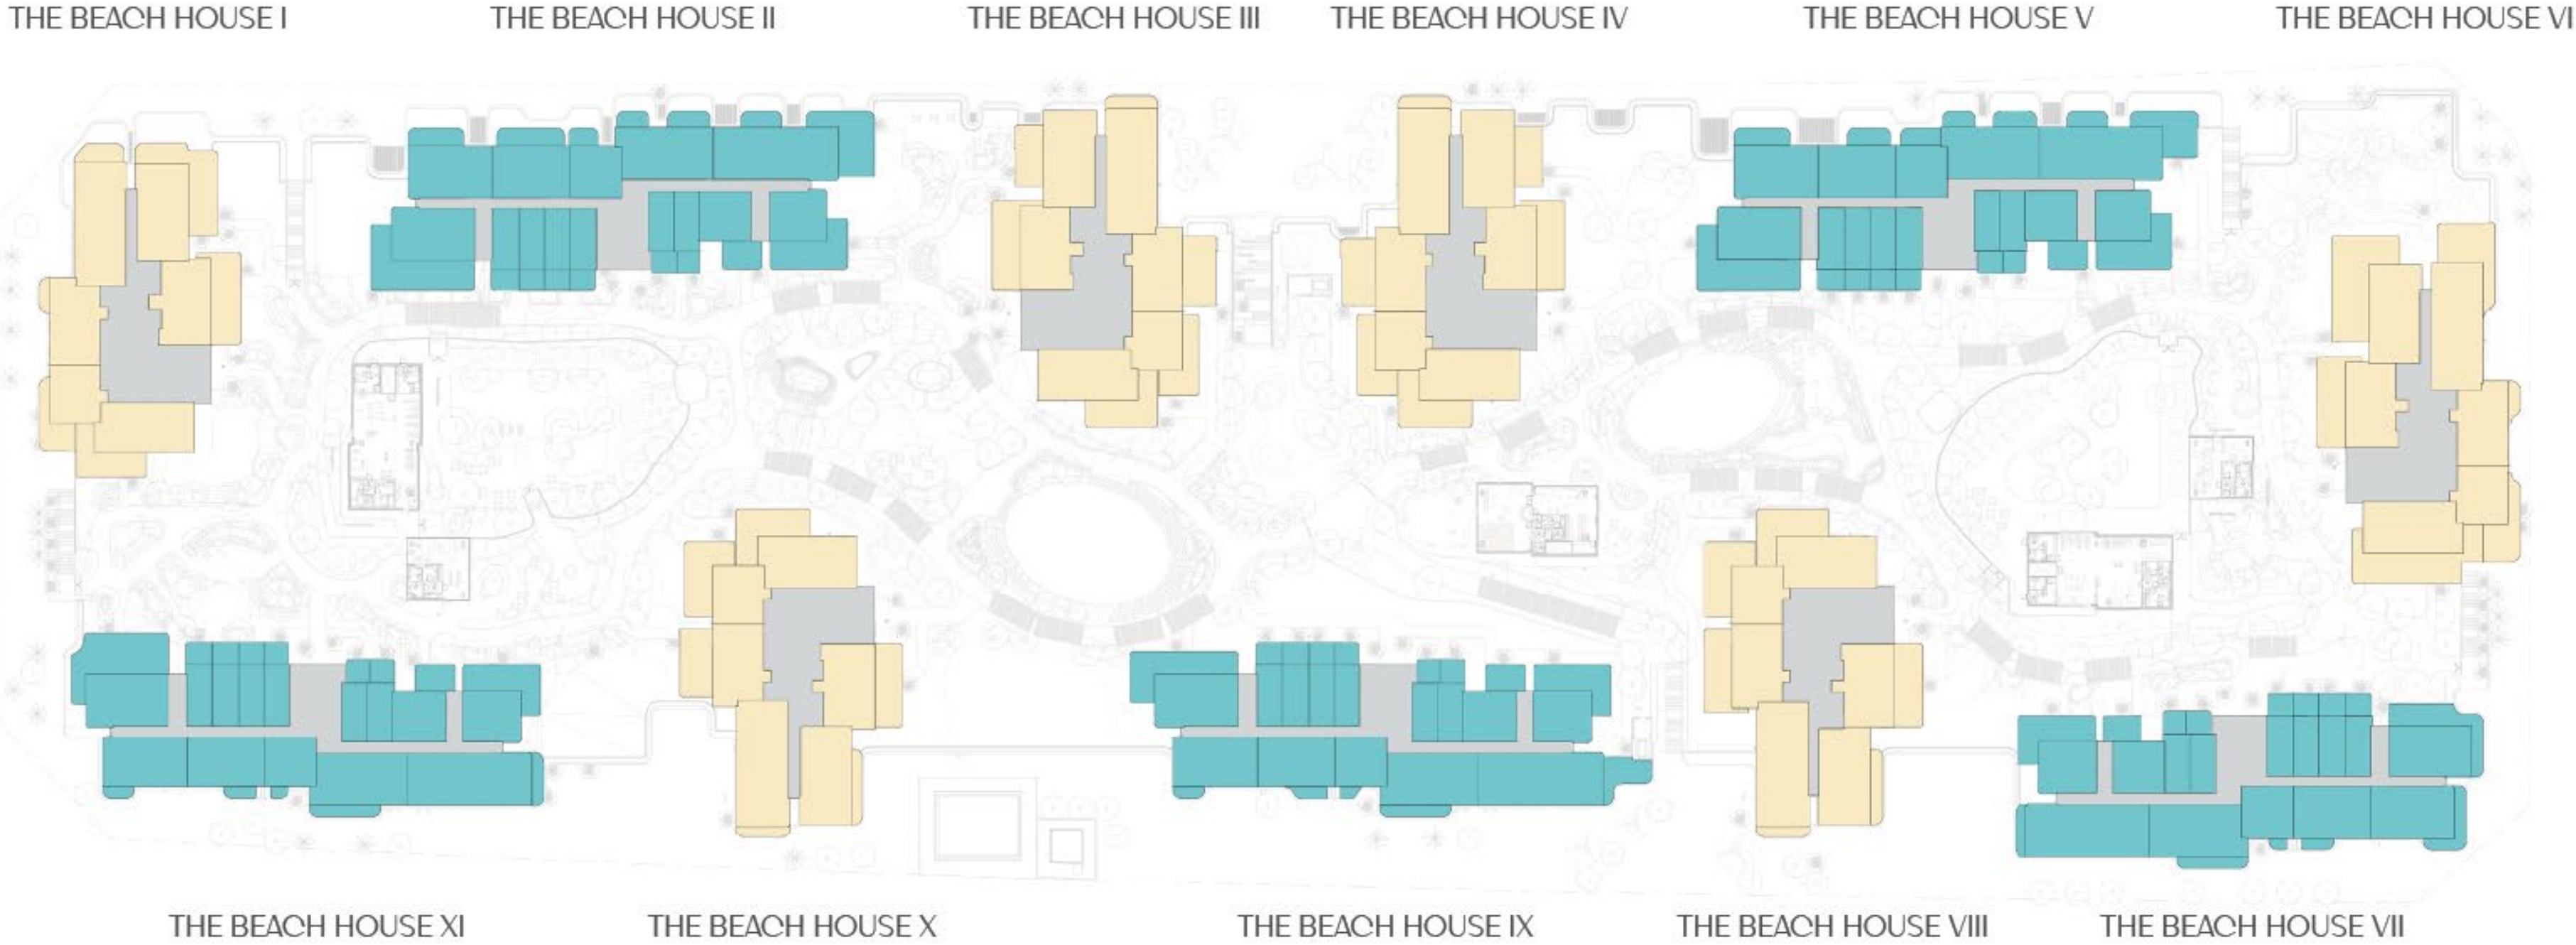 THE BEACH HOUSE I
THE BEACH HOUSE II
THE BEACH HOUSE III
THE BEACH HOUSE IV
THE BEACH HOUSE V
THE BEACH HOUSE VI
THE BEACH HOUSE XI
THE BEACH HOUSE X
THE BEACH HOUSE IX
THE BEACH HOUSE VIII
THE BEACH HOUSE VII